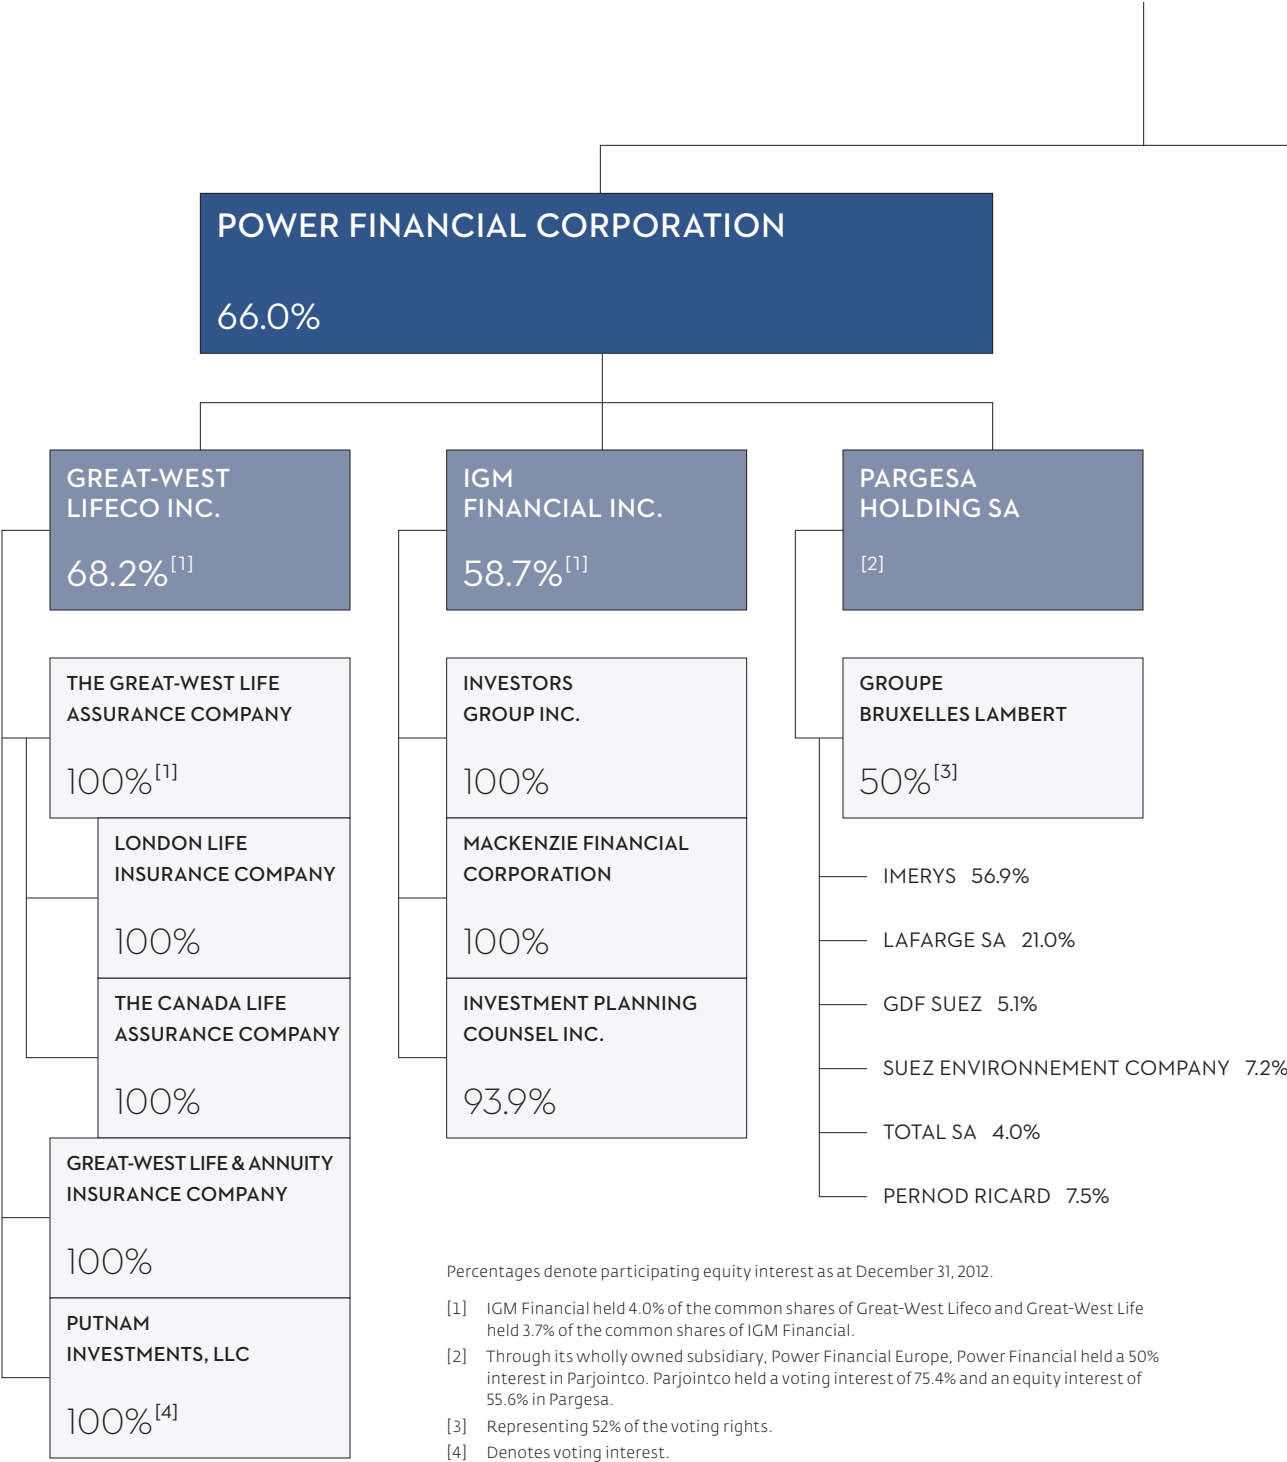 POWER FINANCIAL CORPORATION
66.0%
GREAT-WEST
LIFECO INC.
68.2%[1]
THE GREAT-WEST LIFE
ASSURANCE COMPANY
100%[1]
LONDON LIFE
INSURANCE COMPANY
100%
THE CANADA LIFE
ASSURANCE COMPANY
100%
GREAT-WEST LIFE & ANNUITY
INSURANCE COMPANY
100%
PUTNAM
INVESTMENTS, LLC
100%[4]
IGM
FINANCIAL INC.
58.7%[1]
INVESTORS
GROUP INC.
100%
MACKENZIE FINANCIAL
CORPORATION
100%
INVESTMENT PLANNING
COUNSEL INC.
93.9%
PARGESA
HOLDING SA
[2]
GROUPE
BRUXELLES LAMBERT
50%[3]
IMERYS 56.9%
LAFARGE SA 21.0%
GDF SUEZ 5.1%
SUEZ ENVIRONNEMENT COMPANY 7.2%
TOTAL SA 4.0%
PERNOD RICARD 7.5%
Percentages denote participating equity interest as at December 31, 2012.
[1] IGM Financial held 4.0% of the common shares of Great-West Lifeco and Great-West Life
held 3.7% of the common shares of IGM Financial.
[2] Through its wholly owned subsidiary, Power Financial Europe, Power Financial held a 50%
interest in Parjointco. Parjointco held a voting interest of 75.4% and an equity interest of
55.6% in Pargesa.
[3] Representing 52% of the voting rights.
[4] Denotes voting interest.